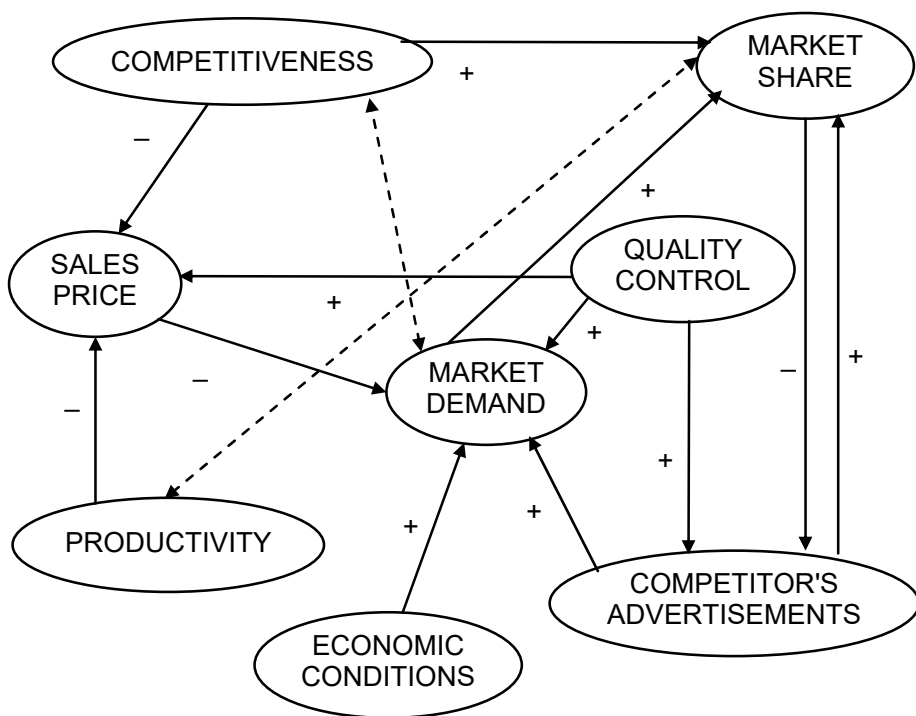 COMPETITIVENESS
MARKET
SHARE
+
–
+
QUALITY
CONTROL
SALES
PRICE
+
+
MARKET
DEMAND
–
–
+
–
+
PRODUCTIVITY
+
+
COMPETITOR'S
ADVERTISEMENTS
ECONOMIC
CONDITIONS